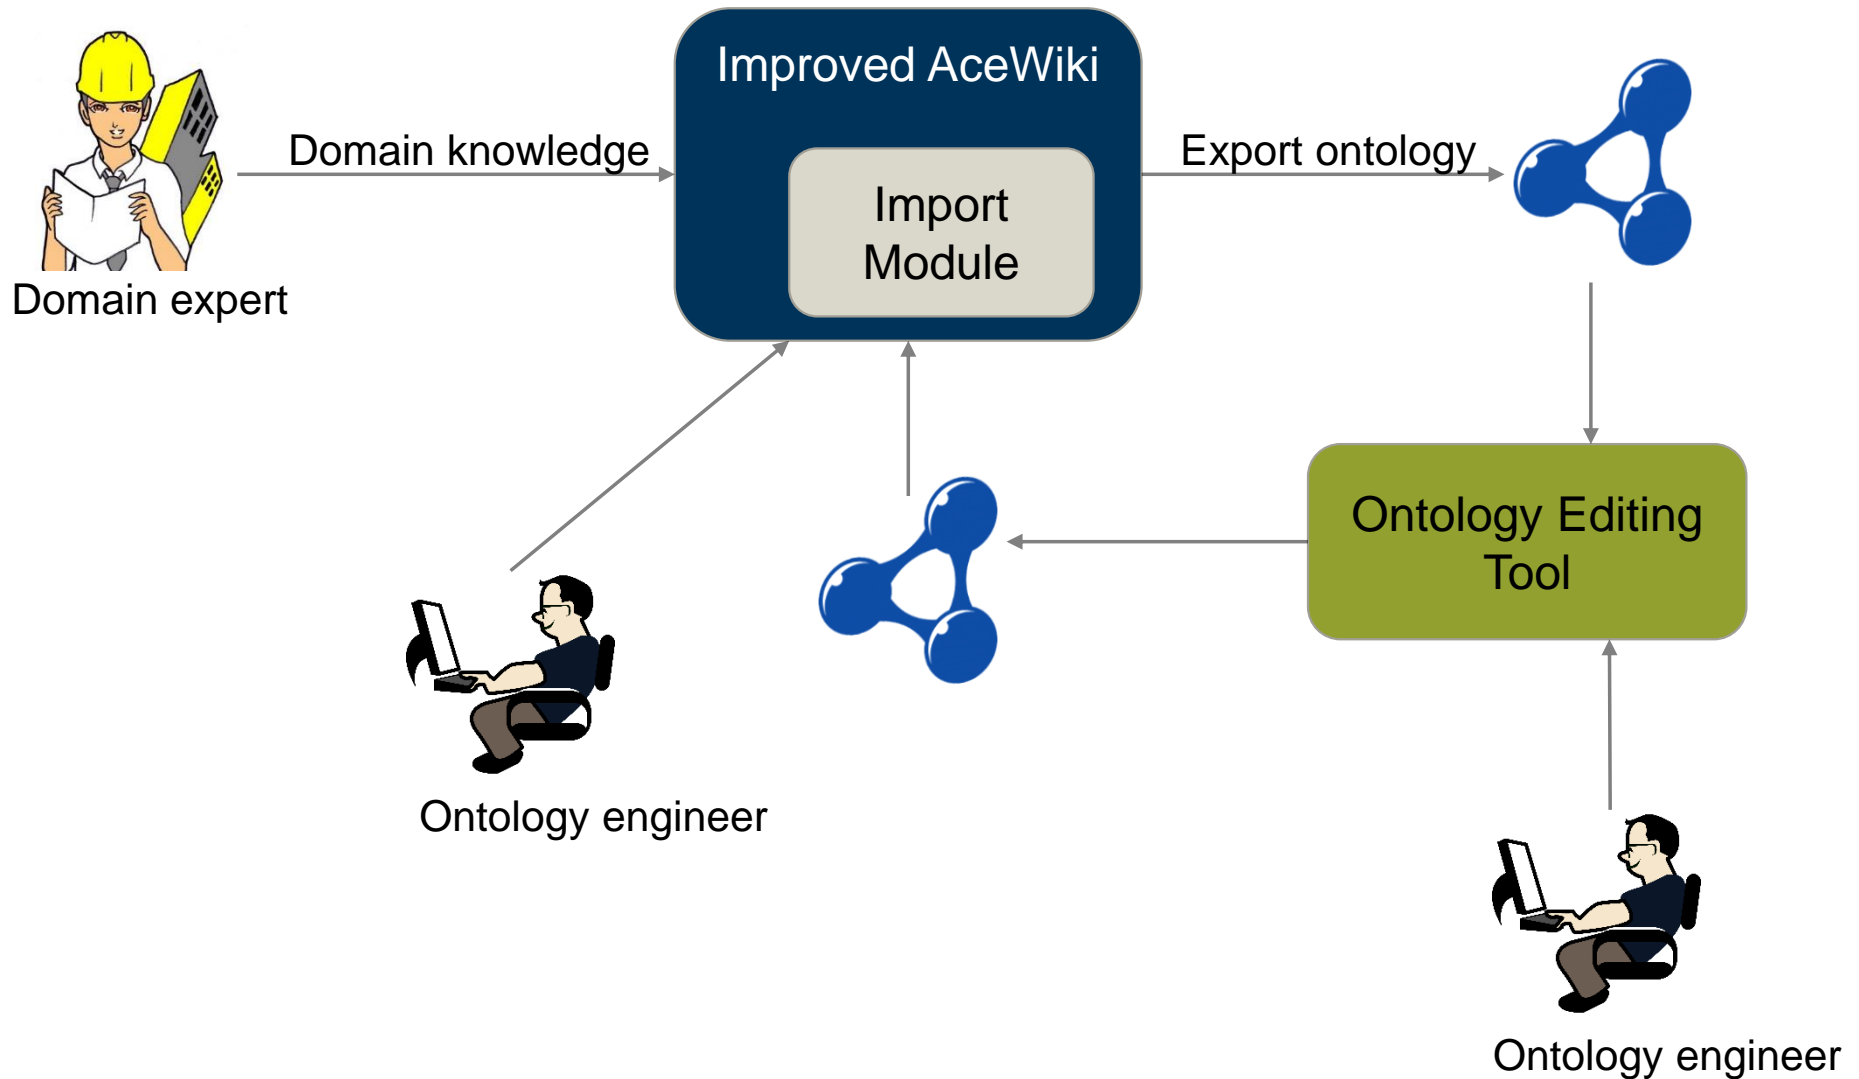 Improved AceWiki
Domain knowledge
Export ontology
Import
Module
Domain expert
Ontology Editing
Tool
Ontology engineer
Ontology engineer